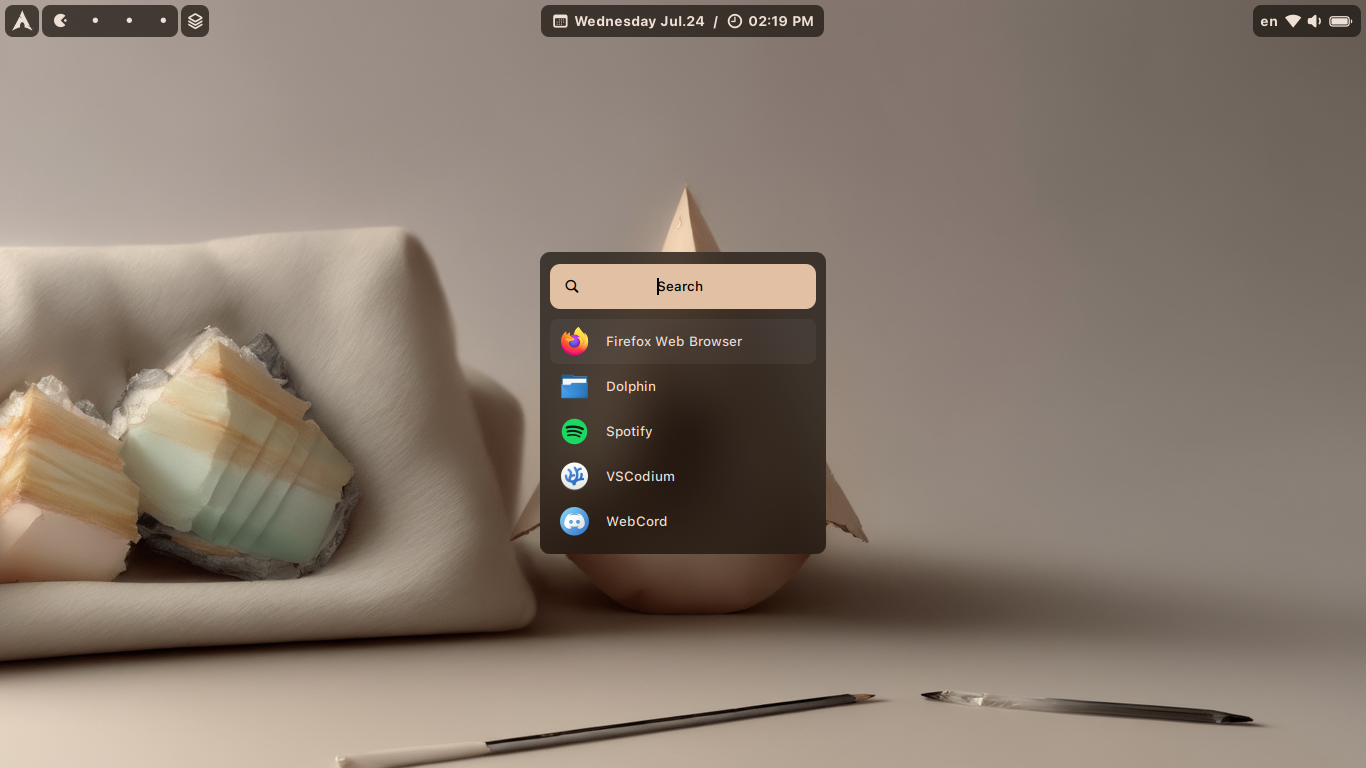 Wednesday Jul.24 / 02:19 PM
en
Search
Firefox Web Browser
Dolphin
Spotify
VSCodium
WebCord